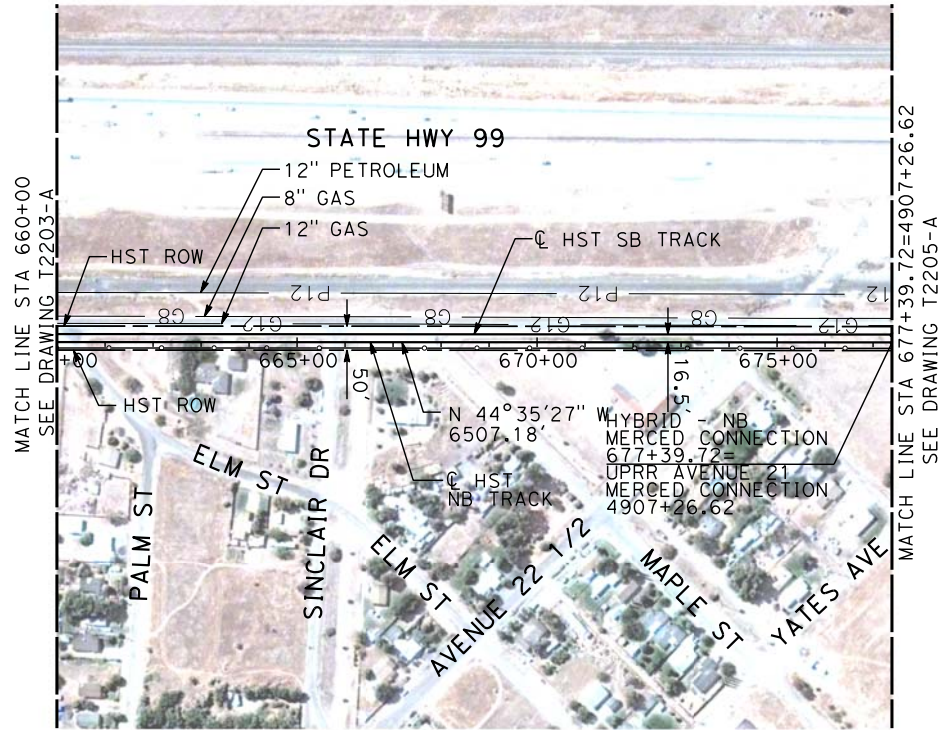 STATE HWY 99
12" PETROLEUM
8" GAS
12" GAS
HST ROW
℄ HST SB TRACK
P12
P12
12
G8
G12
G8
G12
G8
G12
+00
665+00
670+00
675+00
50'
16.5'
HST ROW
N 44°35'27" W
6507.18'
℄ HST
NB TRACK
HYBRID - NB
MERCED CONNECTION
677+39.72=
UPRR AVENUE 21
MERCED CONNECTION
4907+26.62
ELM ST
PALM ST
SINCLAIR DR
ELM ST
AVENUE 22 1/2
MAPLE ST
YATES AVE
MATCH LINE STA 660+00
SEE DRAWING T2203-A
MATCH LINE STA 677+39.72=4907+26.62
SEE DRAWING T2205-A